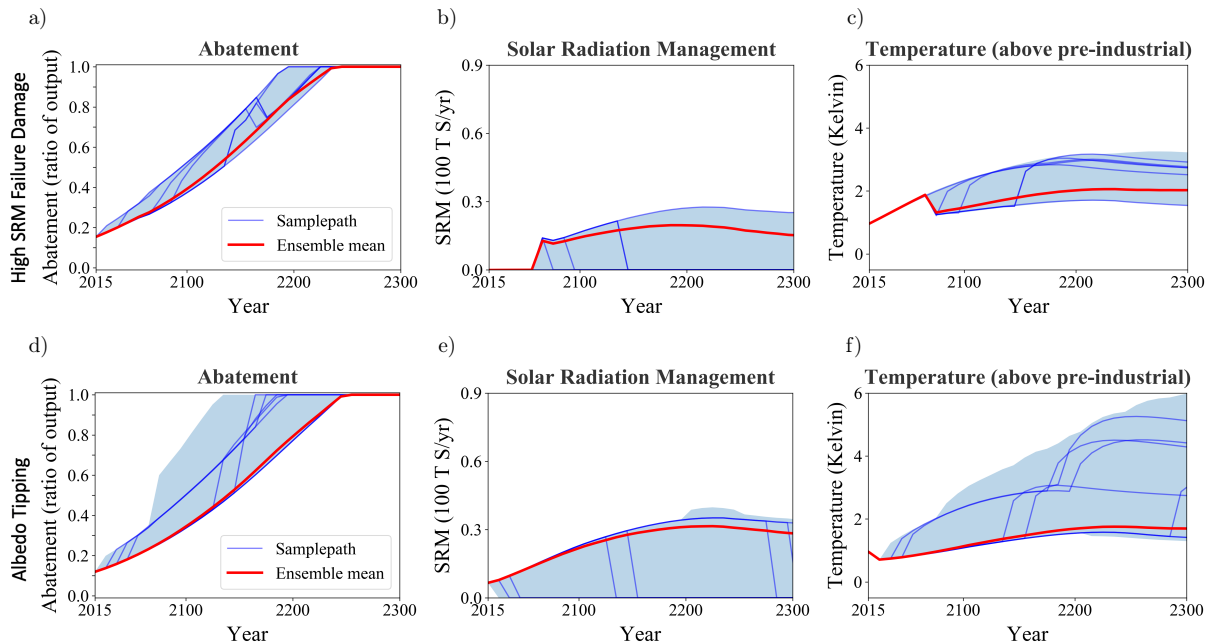 a)
b)
c)
Abatement
Solar Radiation Management
Temperature (above pre-industrial)
High SRM Failure Damage
Abatement (ratio of output)
1.0
0.8
0.6
0.4
0.2
0.0
Samplepath
Ensemble mean
2015
2100
2200
2300
Year
SRM (100 T S/yr)
0.9
0.6
0.3
0.0
2015
2100
2200
2300
Year
Temperature (Kelvin)
6
4
2
0
2015
2100
2200
2300
Year
d)
e)
f)
Abatement
Solar Radiation Management
Temperature (above pre-industrial)
Albedo Tipping
Abatement (ratio of output)
1.0
0.8
0.6
0.4
0.2
0.0
Samplepath
Ensemble mean
2015
2100
2200
2300
Year
SRM (100 T S/yr)
0.9
0.6
0.3
0.0
2015
2100
2200
2300
Year
Temperature (Kelvin)
6
4
2
0
2015
2100
2200
2300
Year